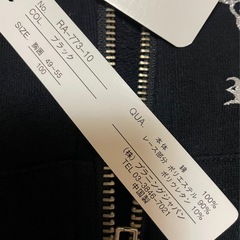 No. RA-773-10
COL. ブラック
SIZE 胸囲 49-55
100
QUA. 本体 綿 100%
レース部分 ポリエステル 90%
ポリウレタン 10%
(株)プラニングジャパン
TEL 03-3849-7021
中国製